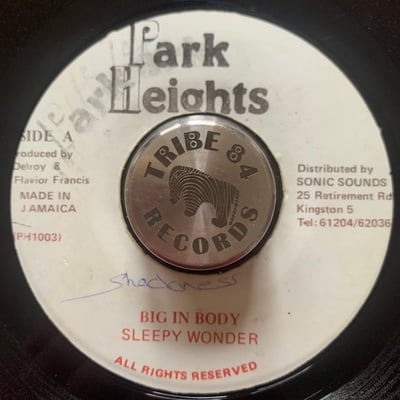 Park
Heights
SIDE A
roduced by
Delroy &
Flavior Francis
MADE IN
JAMAICA
(PH1003)
TRIBE 84
RECORDS
Distributed by
SONIC SOUNDS
25 Retirement Rd
Kingston 5
Tel: 61204/62036
BIG IN BODY
SLEEPY WONDER
ALL RIGHTS RESERVED